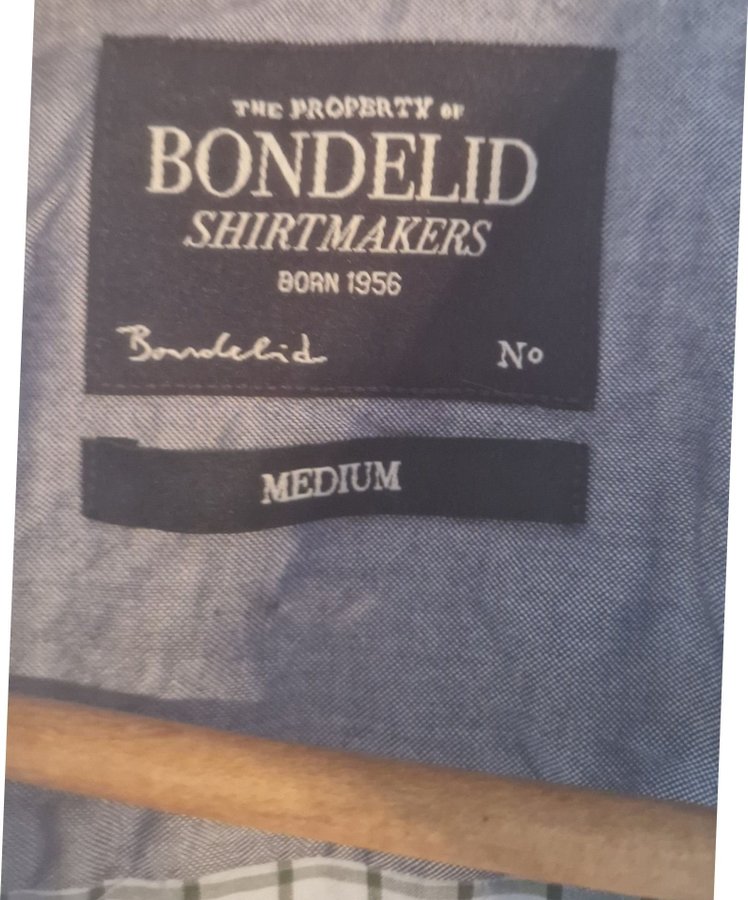 THE PROPERTY OF
BONDELID
SHIRTMAKERS
BORN 1956
Bondelid Nº
MEDIUM